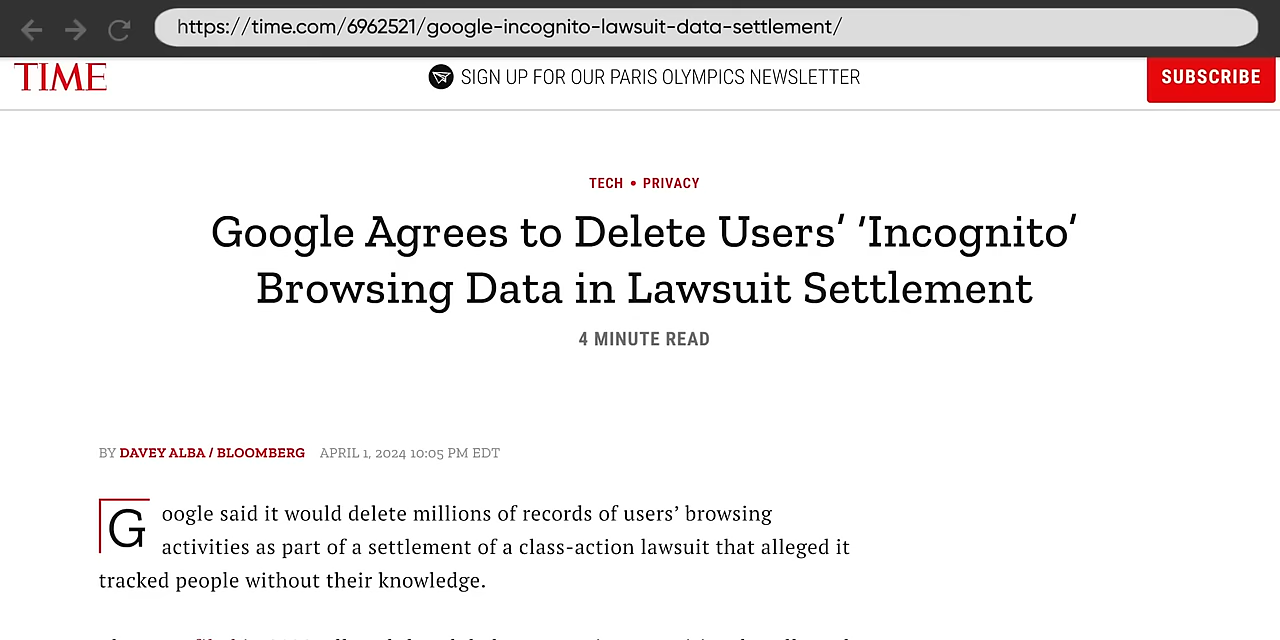 https://time.com/6962521/google-incognito-lawsuit-data-settlement/
TIME
SIGN UP FOR OUR PARIS OLYMPICS NEWSLETTER
SUBSCRIBE
TECH • PRIVACY
Google Agrees to Delete Users’ ‘Incognito’
Browsing Data in Lawsuit Settlement
4 MINUTE READ
BY DAVEY ALBA / BLOOMBERG APRIL 1, 2024 10:05 PM EDT
Google said it would delete millions of records of users’ browsing
activities as part of a settlement of a class-action lawsuit that alleged it
tracked people without their knowledge.